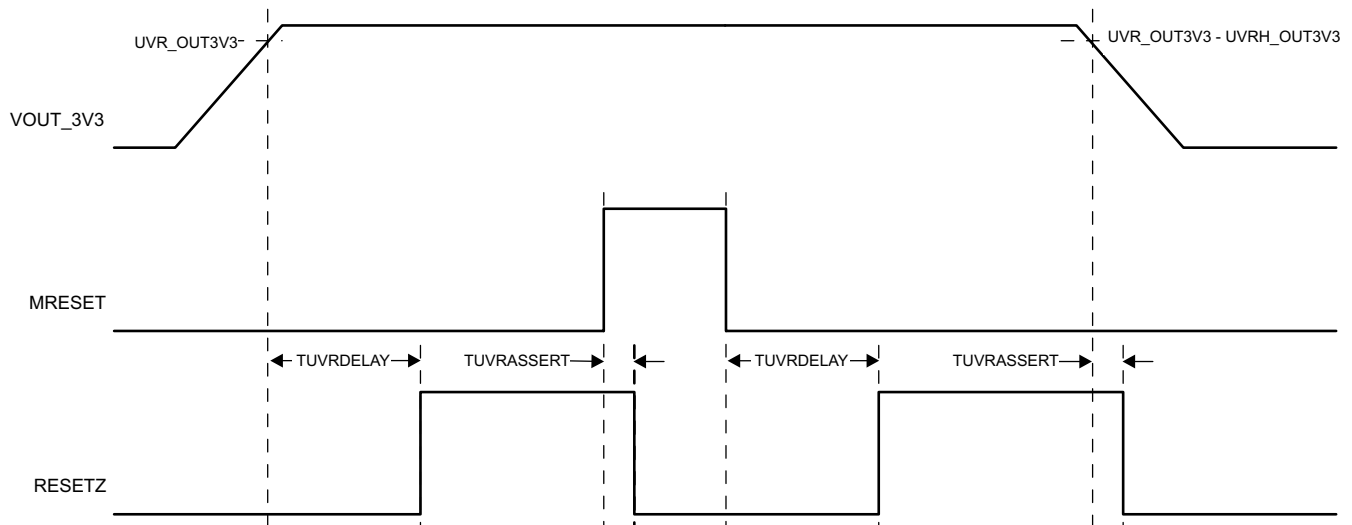 UVR_OUT3V3
UVR_OUT3V3 - UVRH_OUT3V3
VOUT_3V3
MRESET
TUVRDELAY
TUVRASSERT
TUVRDELAY
TUVRASSERT
RESETZ